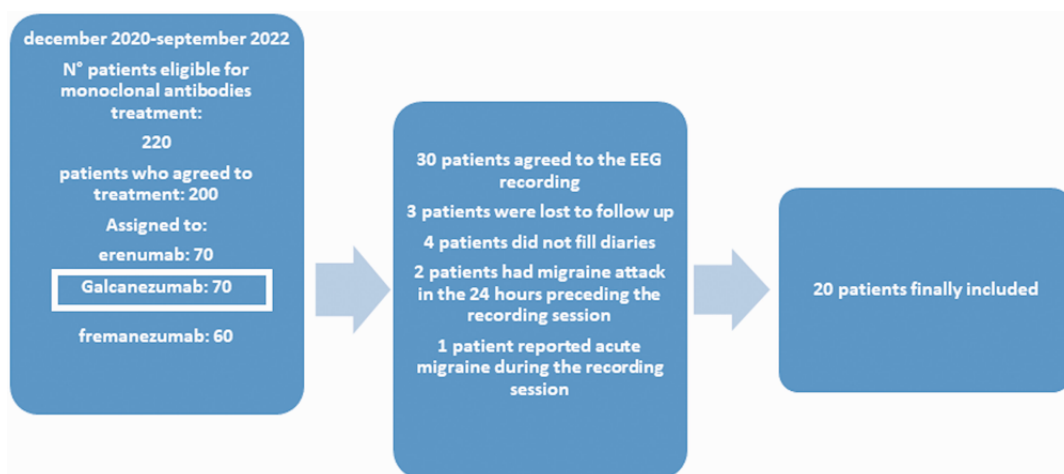 december 2020-september 2022
N° patients eligible for
monoclonal antibodies
treatment:
220
patients who agreed to
treatment: 200
Assigned to:
erenumab: 70
Galcanezumab: 70
fremanezumab: 60
30 patients agreed to the EEG
recording
3 patients were lost to follow up
4 patients did not fill diaries
2 patients had migraine attack
in the 24 hours preceding the
recording session
1 patient reported acute
migraine during the recording
session
20 patients finally included